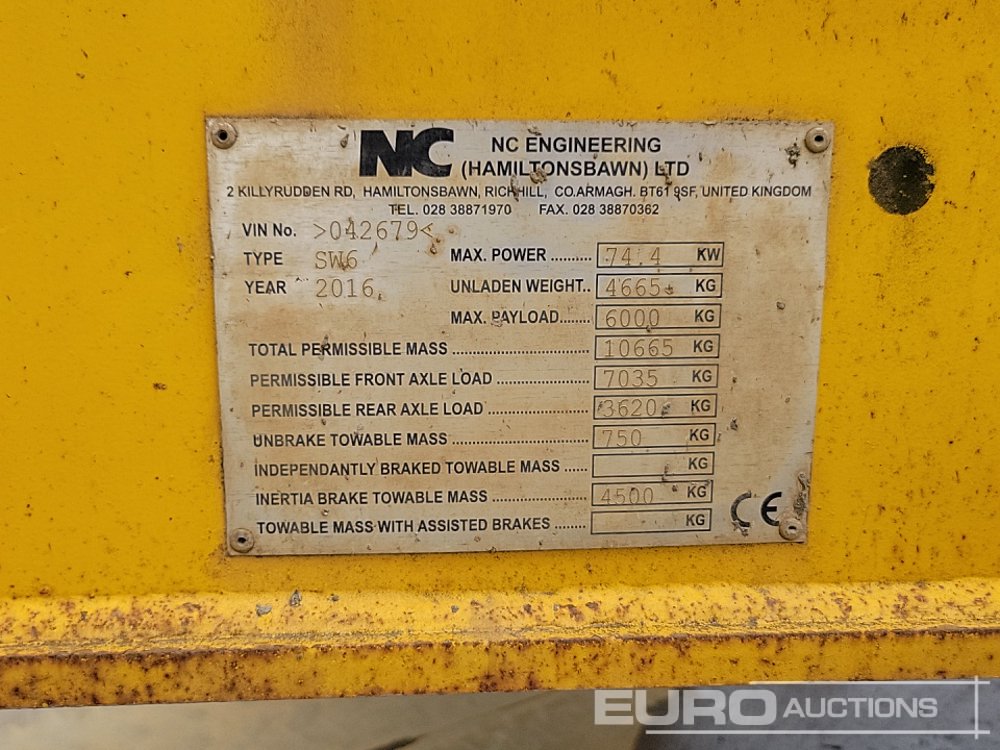 NC NC ENGINEERING
(HAMILTONSBAWN) LTD
2 KILLYRUDDEN RD, HAMILTONSBAWN, RICHHILL, CO.ARMAGH. BT61 9SF, UNITED KINGDOM
TEL. 028 38871970 FAX. 028 38870362
VIN No. >042679<
TYPE SW6 MAX. POWER .......... 74.4 KW
YEAR 2016 UNLADEN WEIGHT.. 4665 KG
MAX. PAYLOAD........ 6000 KG
TOTAL PERMISSIBLE MASS .................................. 10665 KG
PERMISSIBLE FRONT AXLE LOAD ....................... 7035 KG
PERMISSIBLE REAR AXLE LOAD ......................... 3620 KG
UNBRAKE TOWABLE MASS .................................. 750 KG
INDEPENDANTLY BRAKED TOWABLE MASS ...... KG
INERTIA BRAKE TOWABLE MASS ........................ 4500 KG
TOWABLE MASS WITH ASSISTED BRAKES ........ KG
CE
EURO AUCTIONS